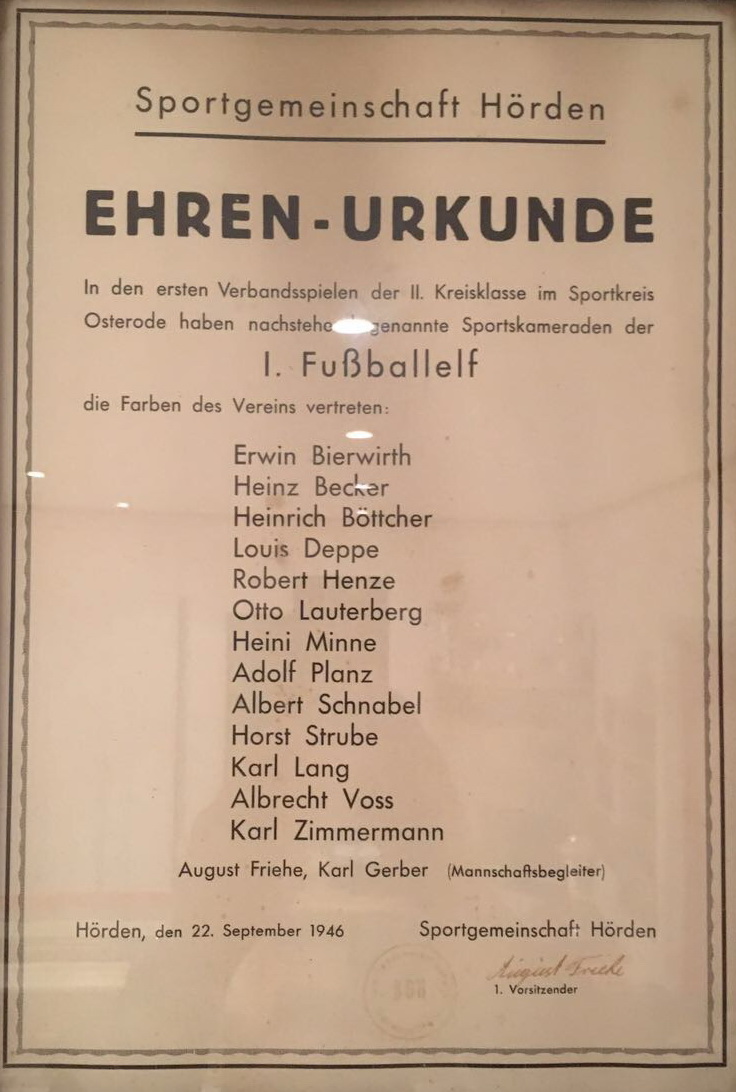 Sportgemeinschaft Hörden
EHREN-URKUNDE
In den ersten Verbandsspielen der II. Kreisklasse im Sportkreis
Osterode haben nachstehend genannte Sportskameraden der
I. Fußballelf
die Farben des Vereins vertreten:
Erwin Bierwirth
Heinz Becker
Heinrich Böttcher
Louis Deppe
Robert Henze
Otto Lauterberg
Heini Minne
Adolf Planz
Albert Schnabel
Horst Strube
Karl Lang
Albrecht Voss
Karl Zimmermann
August Friehe, Karl Gerber (Mannschaftsbegleiter)
Hörden, den 22. September 1946 Sportgemeinschaft Hörden
August Friehe
1. Vorsitzender